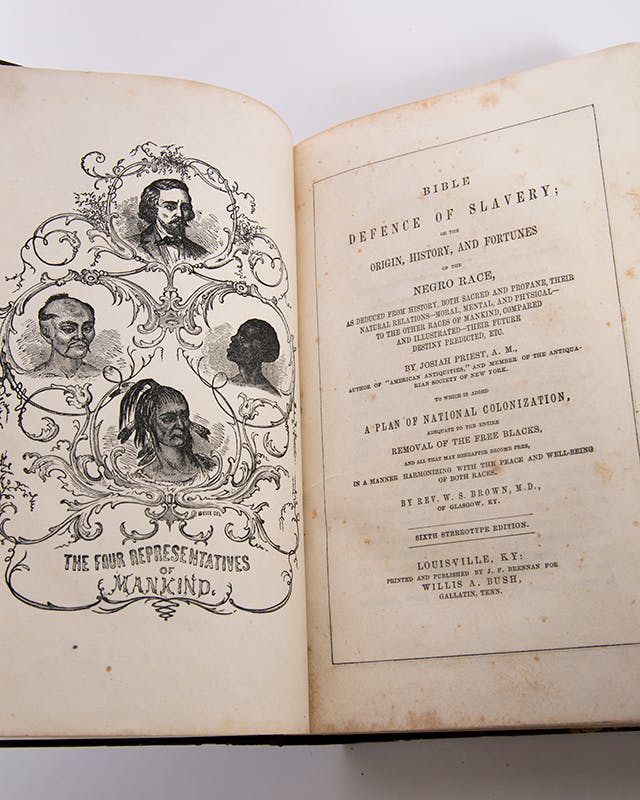 THE FOUR REPRESENTATIVES
OF
MANKIND.
BIBLE
DEFENCE OF SLAVERY;
OR THE
ORIGIN, HISTORY, AND FORTUNES
OF THE
NEGRO RACE,
AS DEDUCED FROM HISTORY, BOTH SACRED AND PROFANE, THEIR
NATURAL RELATIONS—MORAL, MENTAL, AND PHYSICAL—
TO THE OTHER RACES OF MANKIND, COMPARED
AND ILLUSTRATED—THEIR FUTURE
DESTINY PREDICTED, ETC.
BY JOSIAH PRIEST, A. M.,
AUTHOR OF "AMERICAN ANTIQUITIES," AND MEMBER OF THE ANTIQUA-
RIAN SOCIETY OF NEW YORK.
TO WHICH IS ADDED
A PLAN OF NATIONAL COLONIZATION,
ADEQUATE TO THE ENTIRE
REMOVAL OF THE FREE BLACKS,
AND ALL THAT MAY HEREAFTER BECOME FREE,
IN A MANNER HARMONIZING WITH THE PEACE AND WELL-BEING
OF BOTH RACES.
BY REV. W. S. BROWN, M.D.,
OF GLASGOW, KY.
SIXTH STEREOTYPE EDITION.
LOUISVILLE, KY:
PRINTED AND PUBLISHED BY J. F. BRENNAN FOR
WILLIS A. BUSH,
GALLATIN, TENN.